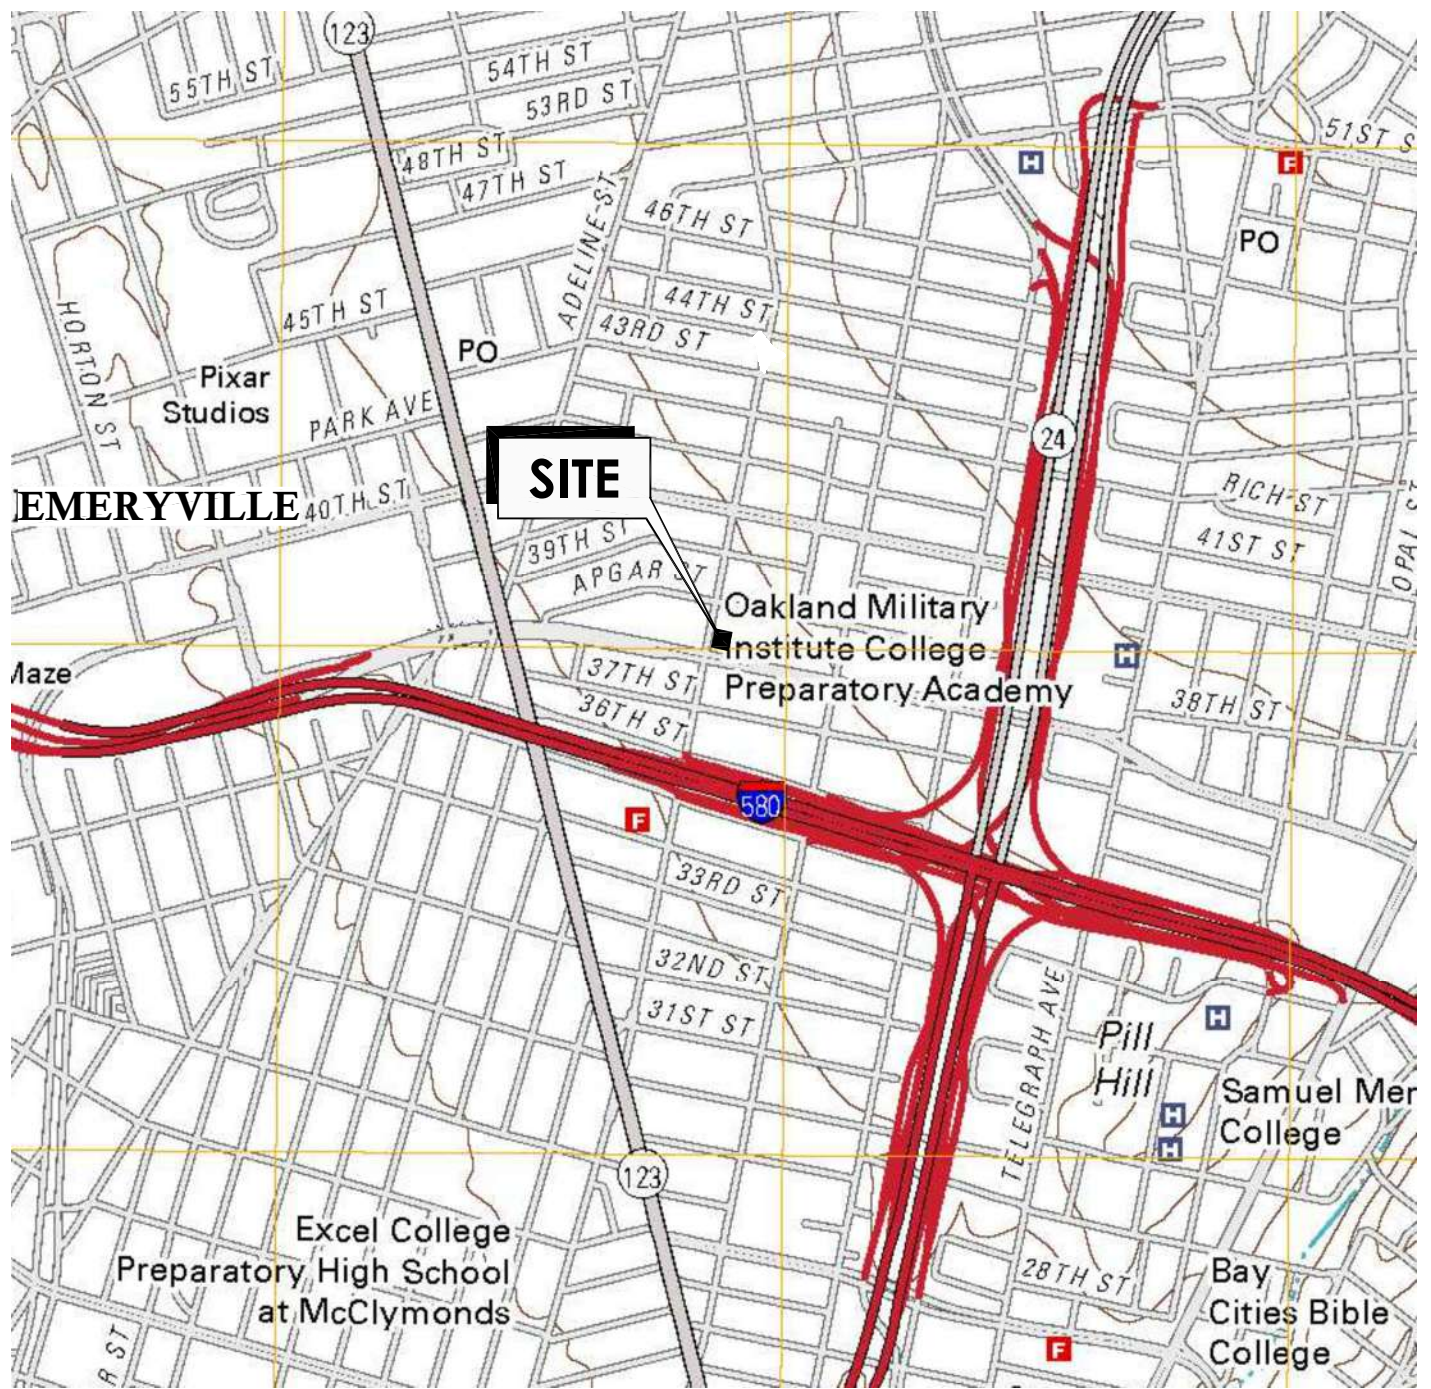 123
54TH ST
55TH ST
53RD ST
51ST S
48TH ST
H
F
47TH ST
ADELINE ST
46TH ST
PO
44TH ST
45TH ST
HORTON ST
43RD ST
PO
Pixar
Studios
PARK AVE
24
SITE
RICH ST
EMERYVILLE
40TH ST
OPAL ST
39TH ST
41ST ST
APGAR ST
Oakland Military
Institute College
Preparatory Academy
H
Maze
37TH ST
38TH ST
36TH ST
580
F
33RD ST
32ND ST
TELEGRAPH AVE
31ST ST
H
Pill
Hill
Samuel Mer
College
H
H
123
Excel College
Preparatory High School
at McClymonds
28TH ST
Bay
Cities Bible
College
R ST
F